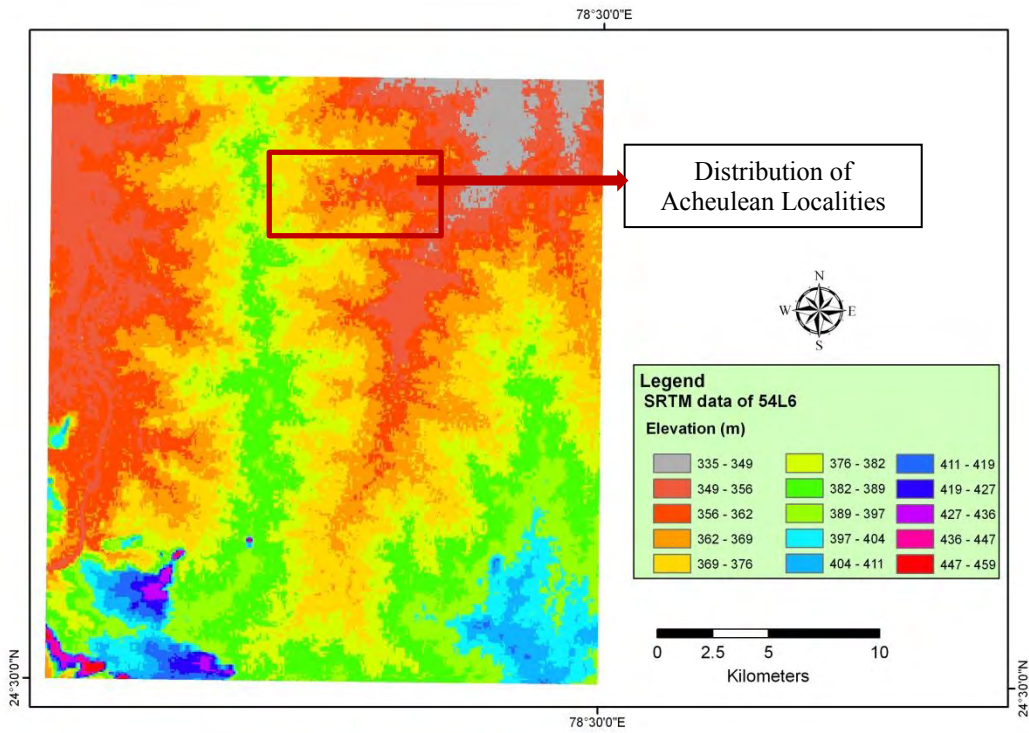 78°30'0"E
Distribution of
Acheulean Localities
N
W
E
S
Legend
SRTM data of 54L6
Elevation (m)
335 - 349
349 - 356
356 - 362
362 - 369
369 - 376
376 - 382
382 - 389
389 - 397
397 - 404
404 - 411
411 - 419
419 - 427
427 - 436
436 - 447
447 - 459
0 2.5 5 10
Kilometers
24°30'0"N
24°30'0"N
78°30'0"E